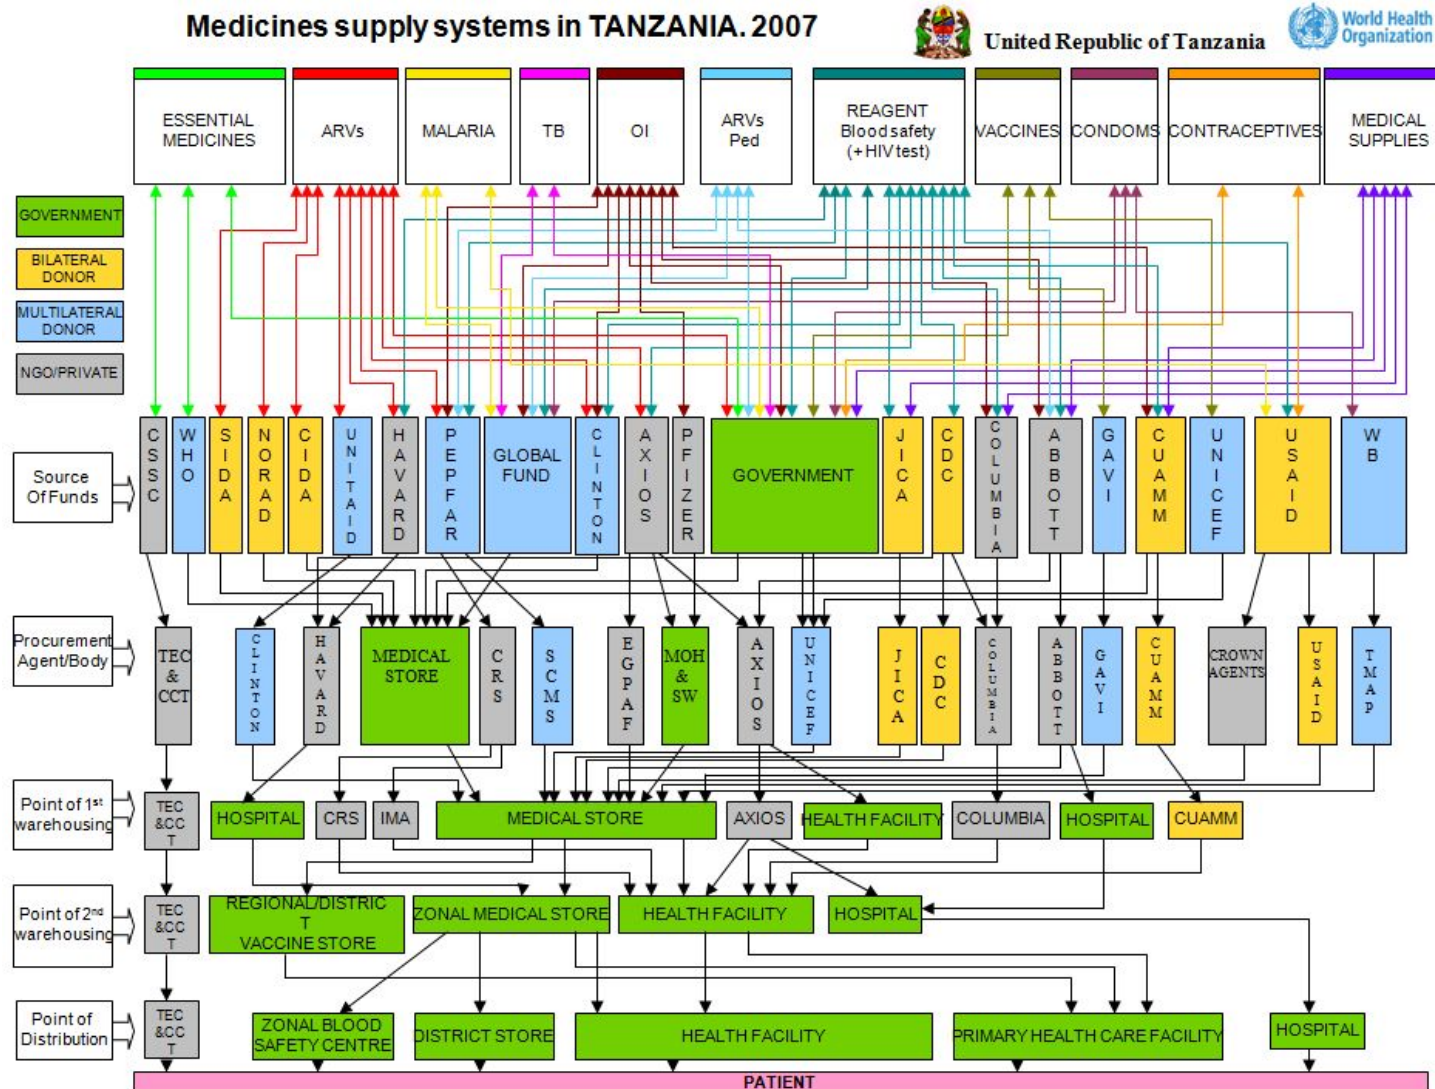 Medicines supply systems in TANZANIA. 2007
United Republic of Tanzania
World Health
Organization
ESSENTIAL
MEDICINES
ARVs
MALARIA
TB
OI
ARVs
Ped
REAGENT
Blood safety
(+ HIV test)
VACCINES
CONDOMS
CONTRACEPTIVES
MEDICAL
SUPPLIES
GOVERNMENT
BILATERAL
DONOR
MULTILATERAL
DONOR
NGO/PRIVATE
Source
Of Funds
CSSC
WHO
SIDA
NORAD
CIDA
UNITAID
HAVARD
PEPFAR
GLOBAL
FUND
CLINTON
AXIOS
PFIZER
GOVERNMENT
JICA
CDC
COLUMBIA
ABBOTT
GAVI
CUAMM
UNICEF
USAID
WB
Procurement
Agent/Body
TEC
&
CCT
CLINTON
HAVARD
MEDICAL
STORE
CRS
SCMS
EGPAF
MOH
&
SW
AXIOS
UNICEF
JICA
CDC
COLUMBIA
ABBOTT
GAVI
CUAMM
CROWN
AGENTS
USAID
TMAP
Point of 1st
warehousing
TEC
&CC
T
HOSPITAL
CRS
IMA
MEDICAL STORE
AXIOS
HEALTH FACILITY
COLUMBIA
HOSPITAL
CUAMM
Point of 2nd
warehousing
TEC
&CC
T
REGIONAL/DISTRIC
T
VACCINE STORE
ZONAL MEDICAL STORE
HEALTH FACILITY
HOSPITAL
Point of
Distribution
TEC
&CC
T
ZONAL BLOOD
SAFETY CENTRE
DISTRICT STORE
HEALTH FACILITY
PRIMARY HEALTH CARE FACILITY
HOSPITAL
PATIENT